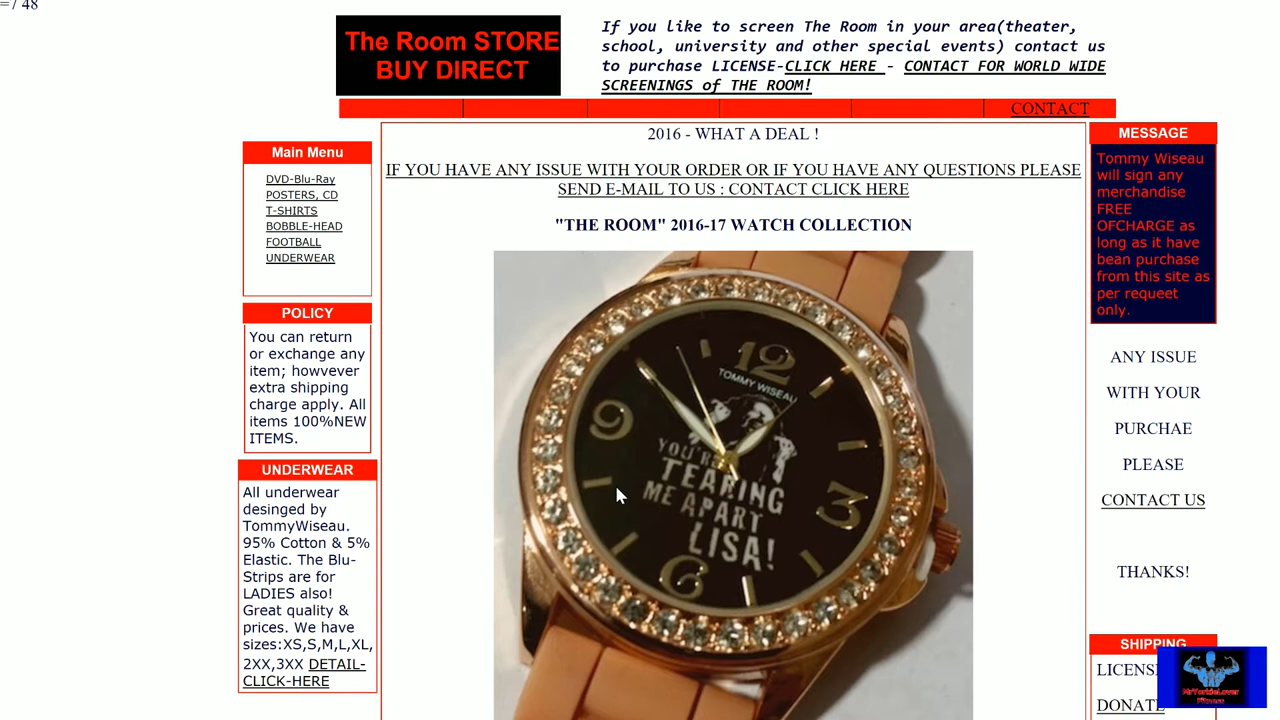 =7 48
The Room STORE
BUY DIRECT
If you like to screen The Room in your area(theater,
school, university and other special events) contact us
to purchase LICENSE-CLICK HERE - CONTACT FOR WORLD WIDE
SCREENINGS of THE ROOM!
CONTACT
Main Menu
DVD-Blu-Ray
POSTERS, CD
T-SHIRTS
BOBBLE-HEAD
FOOTBALL
UNDERWEAR
POLICY
You can return
or exchange any
item; howvever
extra shipping
charge apply. All
items 100%NEW
ITEMS.
UNDERWEAR
All underwear
desinged by
TommyWiseau.
95% Cotton & 5%
Elastic. The Blu-
Strips are for
LADIES also!
Great quality &
prices. We have
sizes:XS,S,M,L,XL,
2XX,3XX DETAIL-
CLICK-HERE
2016 - WHAT A DEAL !
IF YOU HAVE ANY ISSUE WITH YOUR ORDER OR IF YOU HAVE ANY QUESTIONS PLEASE
SEND E-MAIL TO US : CONTACT CLICK HERE
"THE ROOM" 2016-17 WATCH COLLECTION
12
TOMMY WISEAU
9
YOU'RE
TEARING
ME APART
LISA!
3
6
MESSAGE
Tommy Wiseau
will sign any
merchandise
FREE
OFCHARGE as
long as it have
bean purchase
from this site as
per requeet
only.
ANY ISSUE
WITH YOUR
PURCHAE
PLEASE
CONTACT US
THANKS!
SHIPPING
LICENS
DONATE
MrYorkieLover
Fitness